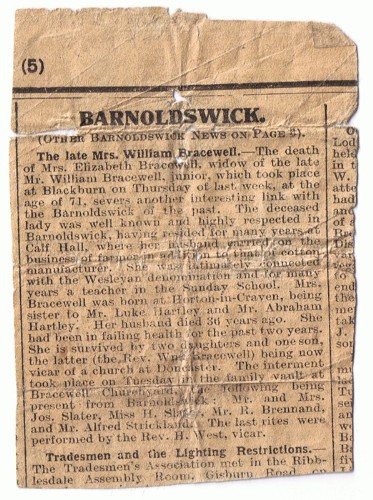 (5)
BARNOLDSWICK.
(OTHER BARNOLDSWICK NEWS ON PAGE 3).
The late Mrs. William Bracewell.—The death
of Mrs. Elizabeth Bracewell, widow of the late
Mr. William Bracewell, junior, which took place
at Blackburn on Thursday of last week, at the
age of 71, severs another interesting link with
the Barnoldswick of the past. The deceased
lady was well known and highly respected in
Barnoldswick, having resided for many years at
Calf Hall, where her husband carried on the
business of farmer in addition to that of cotton
manufacturer. She was intimately connected
with the Wesleyan denomination and for many
years a teacher in the Sunday School. Mrs.
Bracewell was born at Horton-in-Craven, being
sister to Mr. Luke Hartley and Mr. Abraham
Hartley. Her husband died 36 years ago. She
had been in failing health for the past two years.
She is survived by two daughters and one son,
the latter (the Rev. Wm. Bracewell) being now
vicar of a church at Doncaster. The interment
took place on Tuesday in the family vault at
Bracewell Churchyard, the following being
present from Barnoldswick: Mr. and Mrs.
Jos. Slater, Miss H. Slater, Mr. R. Brennand,
and Mr. Alfred Strickland. The last rites were
performed by the Rev. H. West, vicar.
Tradesmen and the Lighting Restrictions.—
The Tradesmen's Association met in the Ribb-
lesdale Assembly Room, Gisburn Road on